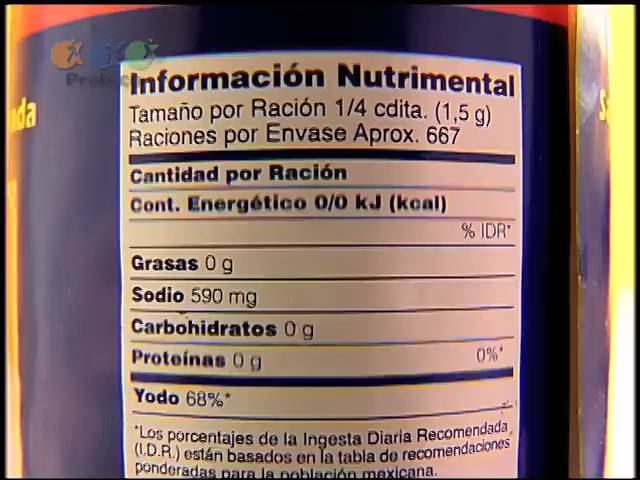 Información Nutrimental
Tamaño por Ración 1/4 cdita. (1,5 g)
Raciones por Envase Aprox. 667
Cantidad por Ración
Cont. Energético 0/0 kJ (kcal)
% IDR*
Grasas 0 g
Sodio 590 mg
Carbohidratos 0 g
Proteínas 0 g 0%*
Yodo 68%*
*Los porcentajes de la Ingesta Diaria Recomendada
(I.D.R.) están basados en la tabla de recomendaciones
ponderadas para la población mexicana.